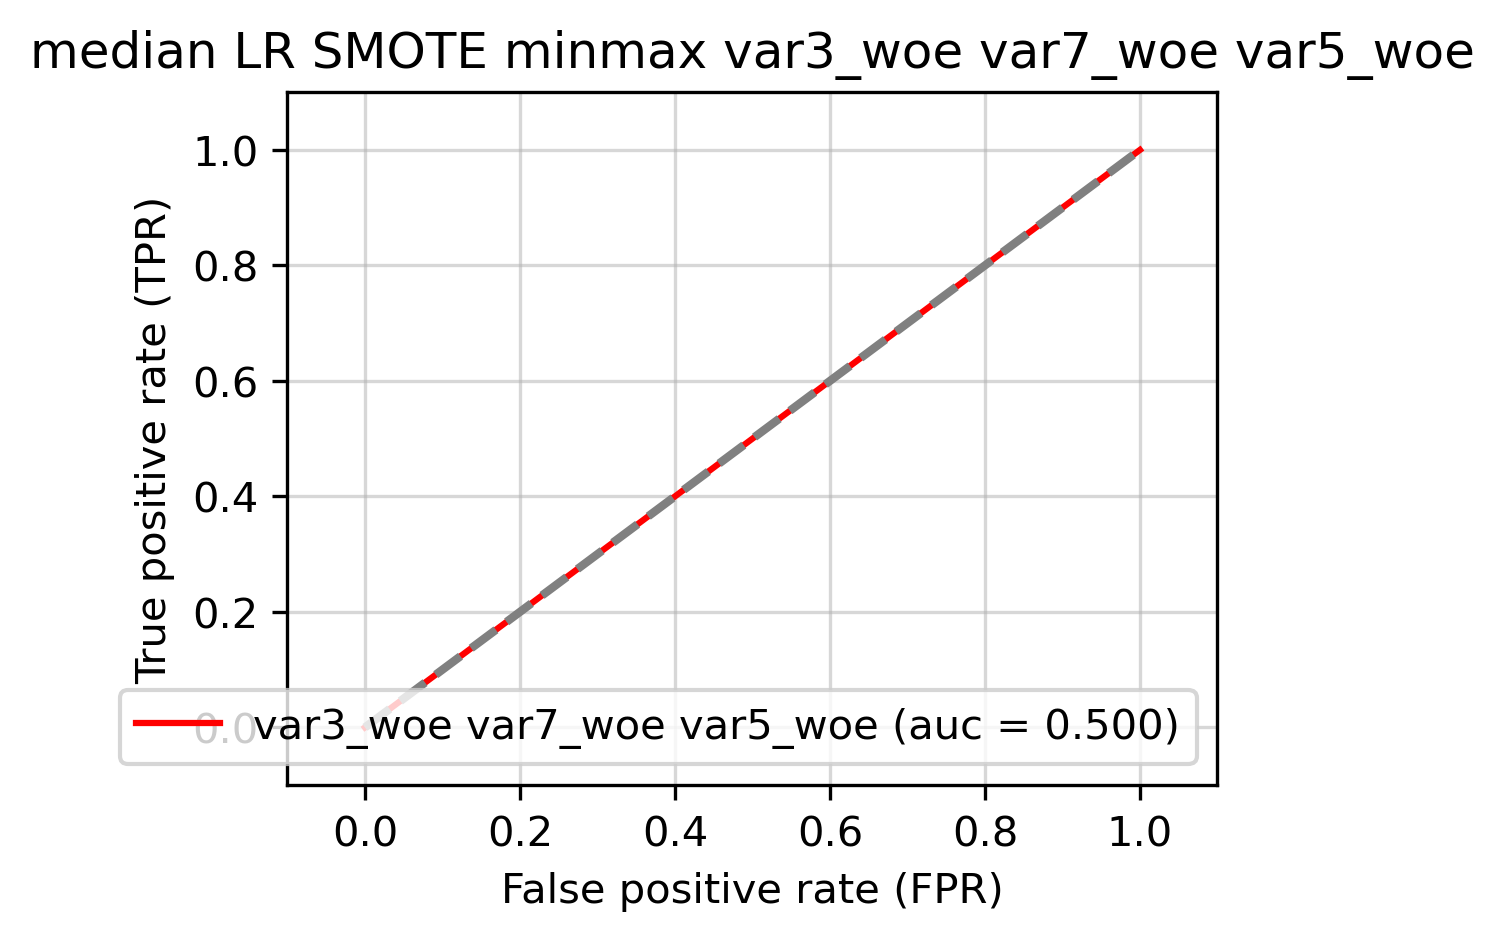 median LR SMOTE minmax var3_woe var7_woe var5_woe
True positive rate (TPR)
1.0
0.8
0.6
0.4
0.2
0.0
var3_woe var7_woe var5_woe (auc = 0.500)
0.0 0.2 0.4 0.6 0.8 1.0
False positive rate (FPR)